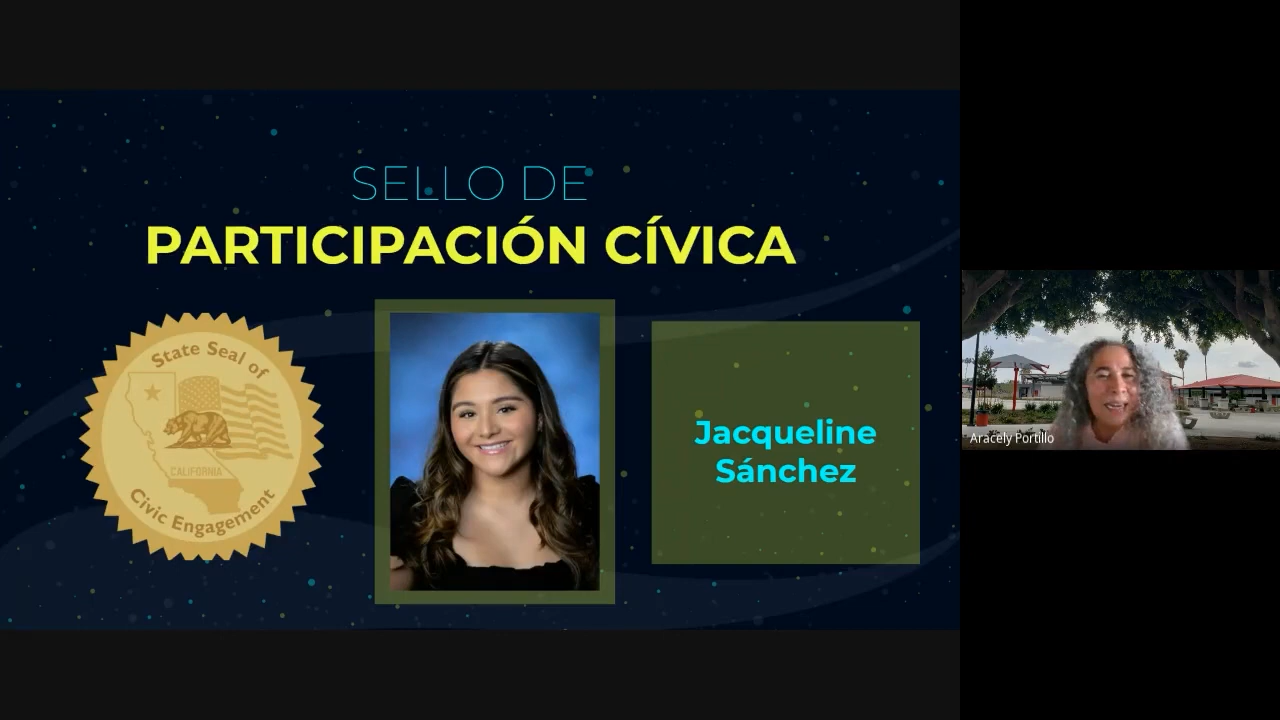 SELLO DE
PARTICIPACIÓN CÍVICA
State Seal of
CALIFORNIA
Civic Engagement
Jacqueline
Sánchez
Aracely Portillo